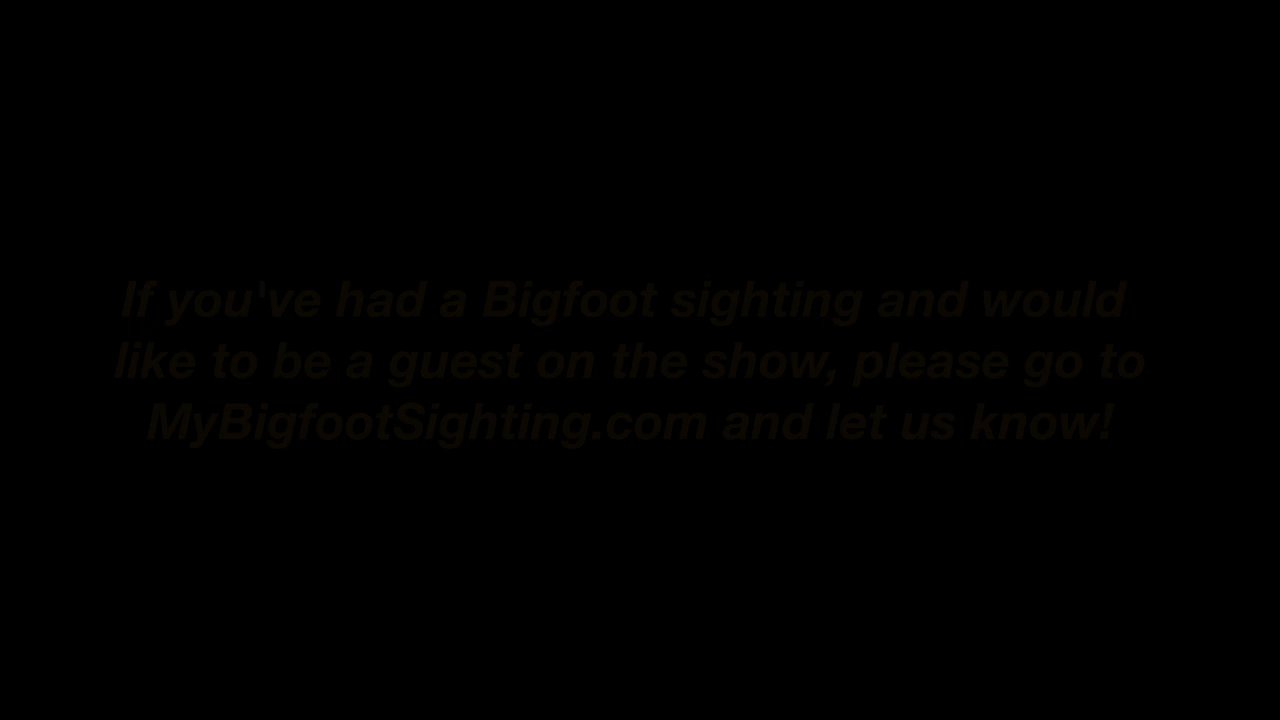 If you've had a Bigfoot sighting and would
like to be a guest on the show, please go to
MyBigfootSighting.com and let us know!